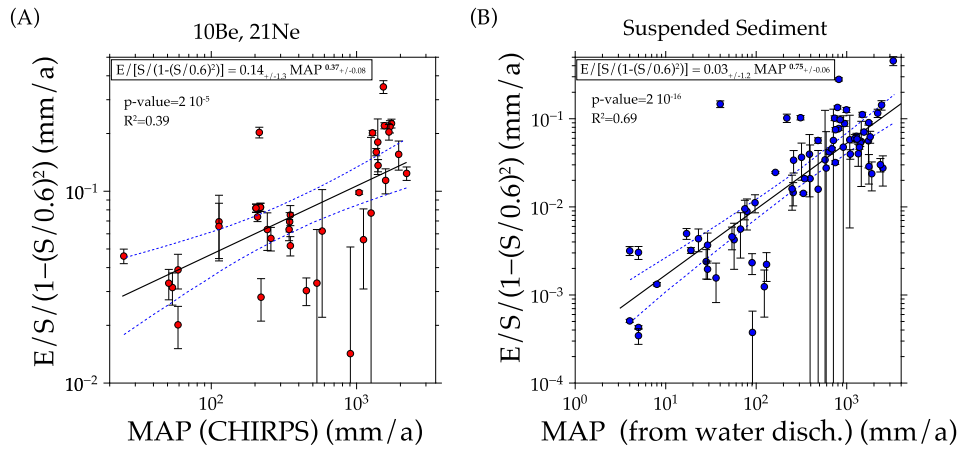 (A)
10Be, 21Ne
E/[S/(1-(S/0.6)²)] = 0.14+/-1.3 MAP 0.37+/-0.08
p-value=2 10-5
R²=0.39
E/S/(1−(S/0.6)²) (mm/a)
10⁻¹
10⁻²
10² 10³
MAP (CHIRPS) (mm/a)
(B)
Suspended Sediment
E/[S/(1-(S/0.6)²)] = 0.03+/-1.2 MAP 0.75+/-0.06
p-value=2 10-16
R²=0.69
E/S/(1−(S/0.6)²) (mm/a)
10⁻¹
10⁻²
10⁻³
10⁻⁴
10⁰ 10¹ 10² 10³
MAP (from water disch.) (mm/a)